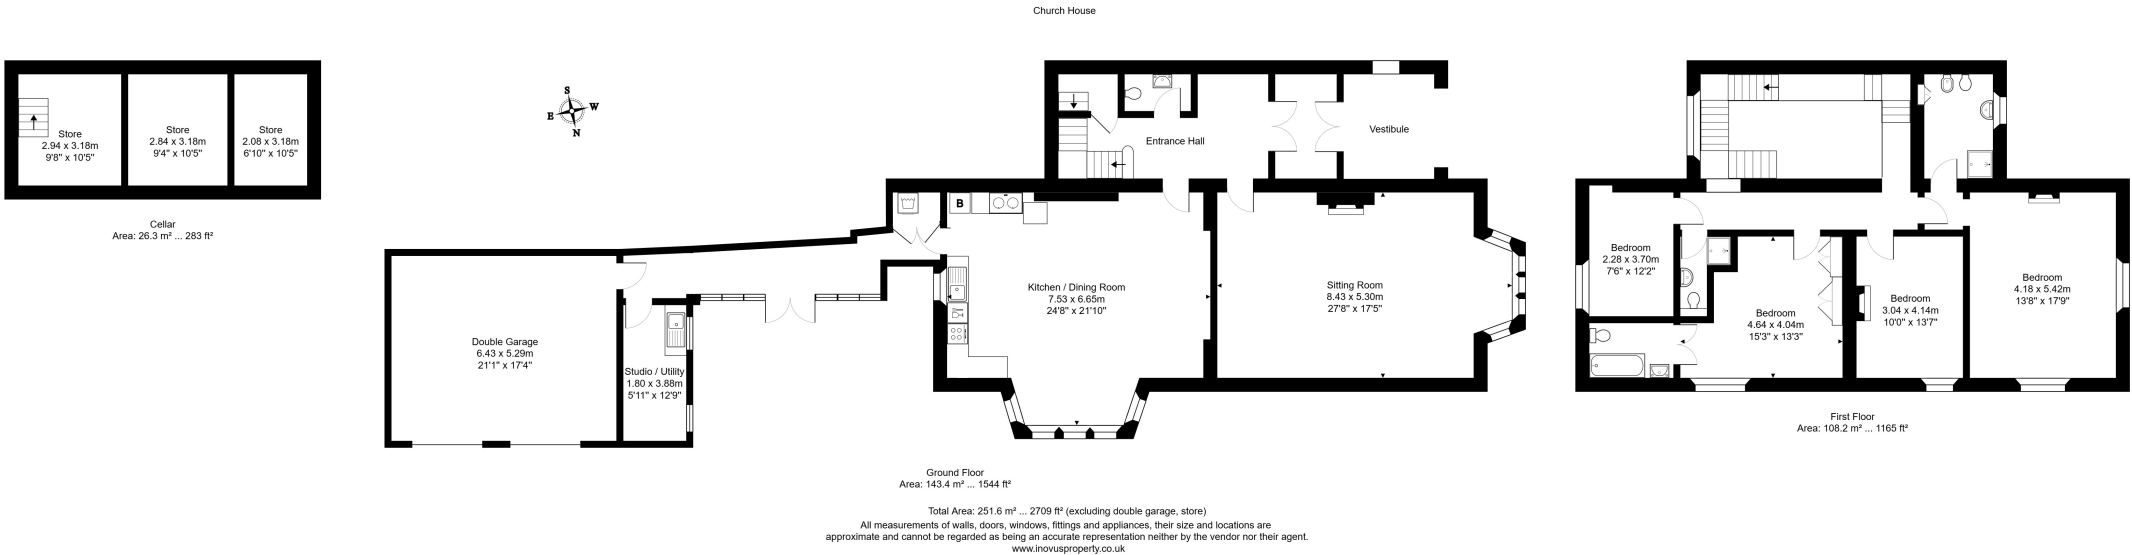 Church House
S
W
E
N
Store
2.94 x 3.18m
9'8" x 10'5"
Store
2.84 x 3.18m
9'4" x 10'5"
Store
2.08 x 3.18m
6'10" x 10'5"
Cellar
Area: 26.3 m² ... 283 ft²
Entrance Hall
Vestibule
B
Kitchen / Dining Room
7.53 x 6.65m
24'8" x 21'10"
Sitting Room
8.43 x 5.30m
27'8" x 17'5"
Double Garage
6.43 x 5.29m
21'1" x 17'4"
Studio / Utility
1.80 x 3.88m
5'11" x 12'9"
Ground Floor
Area: 143.4 m² ... 1544 ft²
Bedroom
2.28 x 3.70m
7'6" x 12'2"
Bedroom
4.64 x 4.04m
15'3" x 13'3"
Bedroom
3.04 x 4.14m
10'0" x 13'7"
Bedroom
4.18 x 5.42m
13'8" x 17'9"
First Floor
Area: 108.2 m² ... 1165 ft²
Total Area: 251.6 m² ... 2709 ft² (excluding double garage, store)
All measurements of walls, doors, windows, fittings and appliances, their size and locations are
approximate and cannot be regarded as being an accurate representation neither by the vendor nor their agent.
www.inovusproperty.co.uk